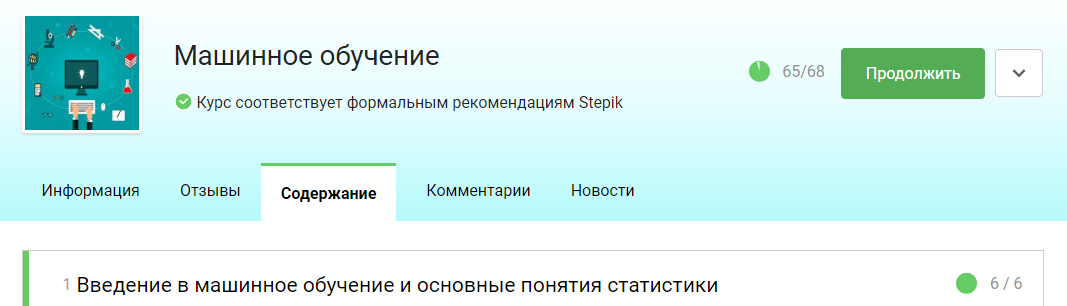 Машинное обучение
65/68
Продолжить
Курс соответствует формальным рекомендациям Stepik
Информация
Отзывы
Содержание
Комментарии
Новости
1 Введение в машинное обучение и основные понятия статистики
6 / 6